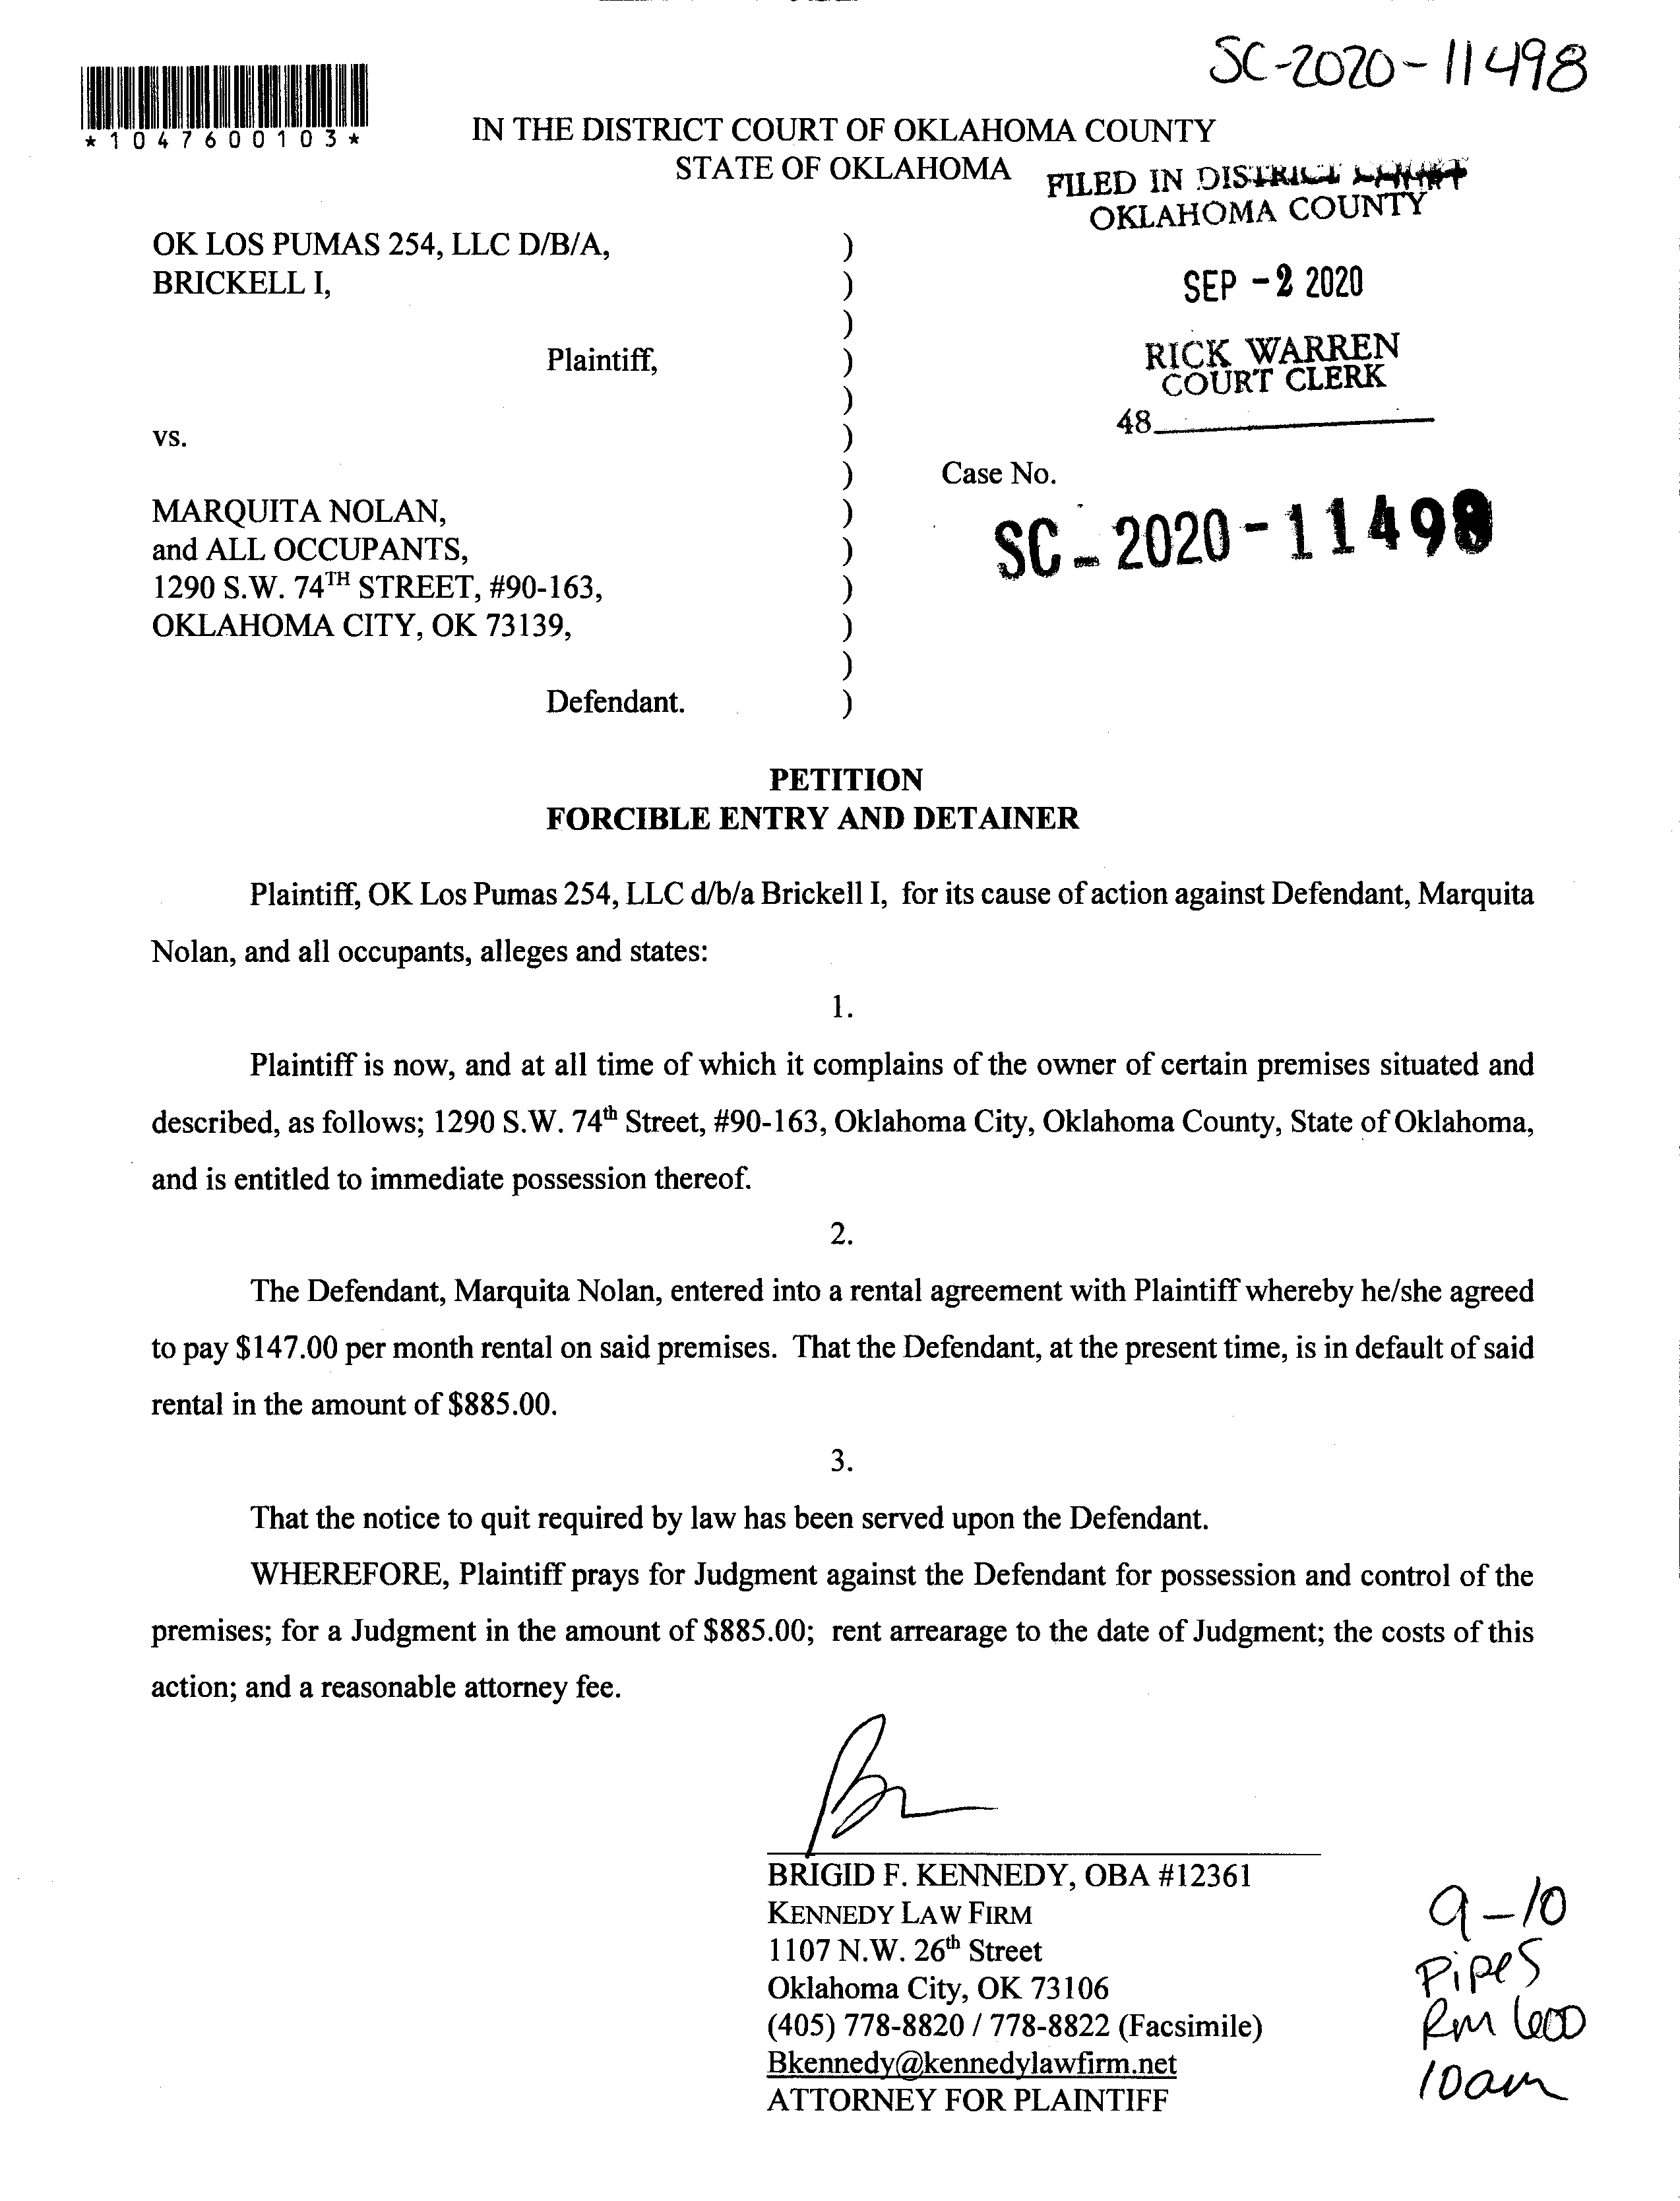 SC-2020-11498
*1047600103*
IN THE DISTRICT COURT OF OKLAHOMA COUNTY
STATE OF OKLAHOMA
FILED IN DISTRICT COURT
OKLAHOMA COUNTY
SEP -2 2020
RICK WARREN
COURT CLERK
48
OK LOS PUMAS 254, LLC D/B/A, )
BRICKELL I, )
)
Plaintiff, )
)
vs. )
) Case No.
MARQUITA NOLAN, )
SC-2020-11498
and ALL OCCUPANTS, )
1290 S.W. 74TH STREET, #90-163, )
OKLAHOMA CITY, OK 73139, )
)
Defendant. )
PETITION
FORCIBLE ENTRY AND DETAINER
Plaintiff, OK Los Pumas 254, LLC d/b/a Brickell I, for its cause of action against Defendant, Marquita
Nolan, and all occupants, alleges and states:
1.
Plaintiff is now, and at all time of which it complains of the owner of certain premises situated and
described, as follows; 1290 S.W. 74th Street, #90-163, Oklahoma City, Oklahoma County, State of Oklahoma,
and is entitled to immediate possession thereof.
2.
The Defendant, Marquita Nolan, entered into a rental agreement with Plaintiff whereby he/she agreed
to pay $147.00 per month rental on said premises. That the Defendant, at the present time, is in default of said
rental in the amount of $885.00.
3.
That the notice to quit required by law has been served upon the Defendant.
WHEREFORE, Plaintiff prays for Judgment against the Defendant for possession and control of the
premises; for a Judgment in the amount of $885.00; rent arrearage to the date of Judgment; the costs of this
action; and a reasonable attorney fee.
BRIGID F. KENNEDY, OBA #12361
KENNEDY LAW FIRM
1107 N.W. 26th Street
Oklahoma City, OK 73106
(405) 778-8820 / 778-8822 (Facsimile)
Bkennedy@kennedylawfirm.net
ATTORNEY FOR PLAINTIFF
9-10
Pipes
Rm 600
10am